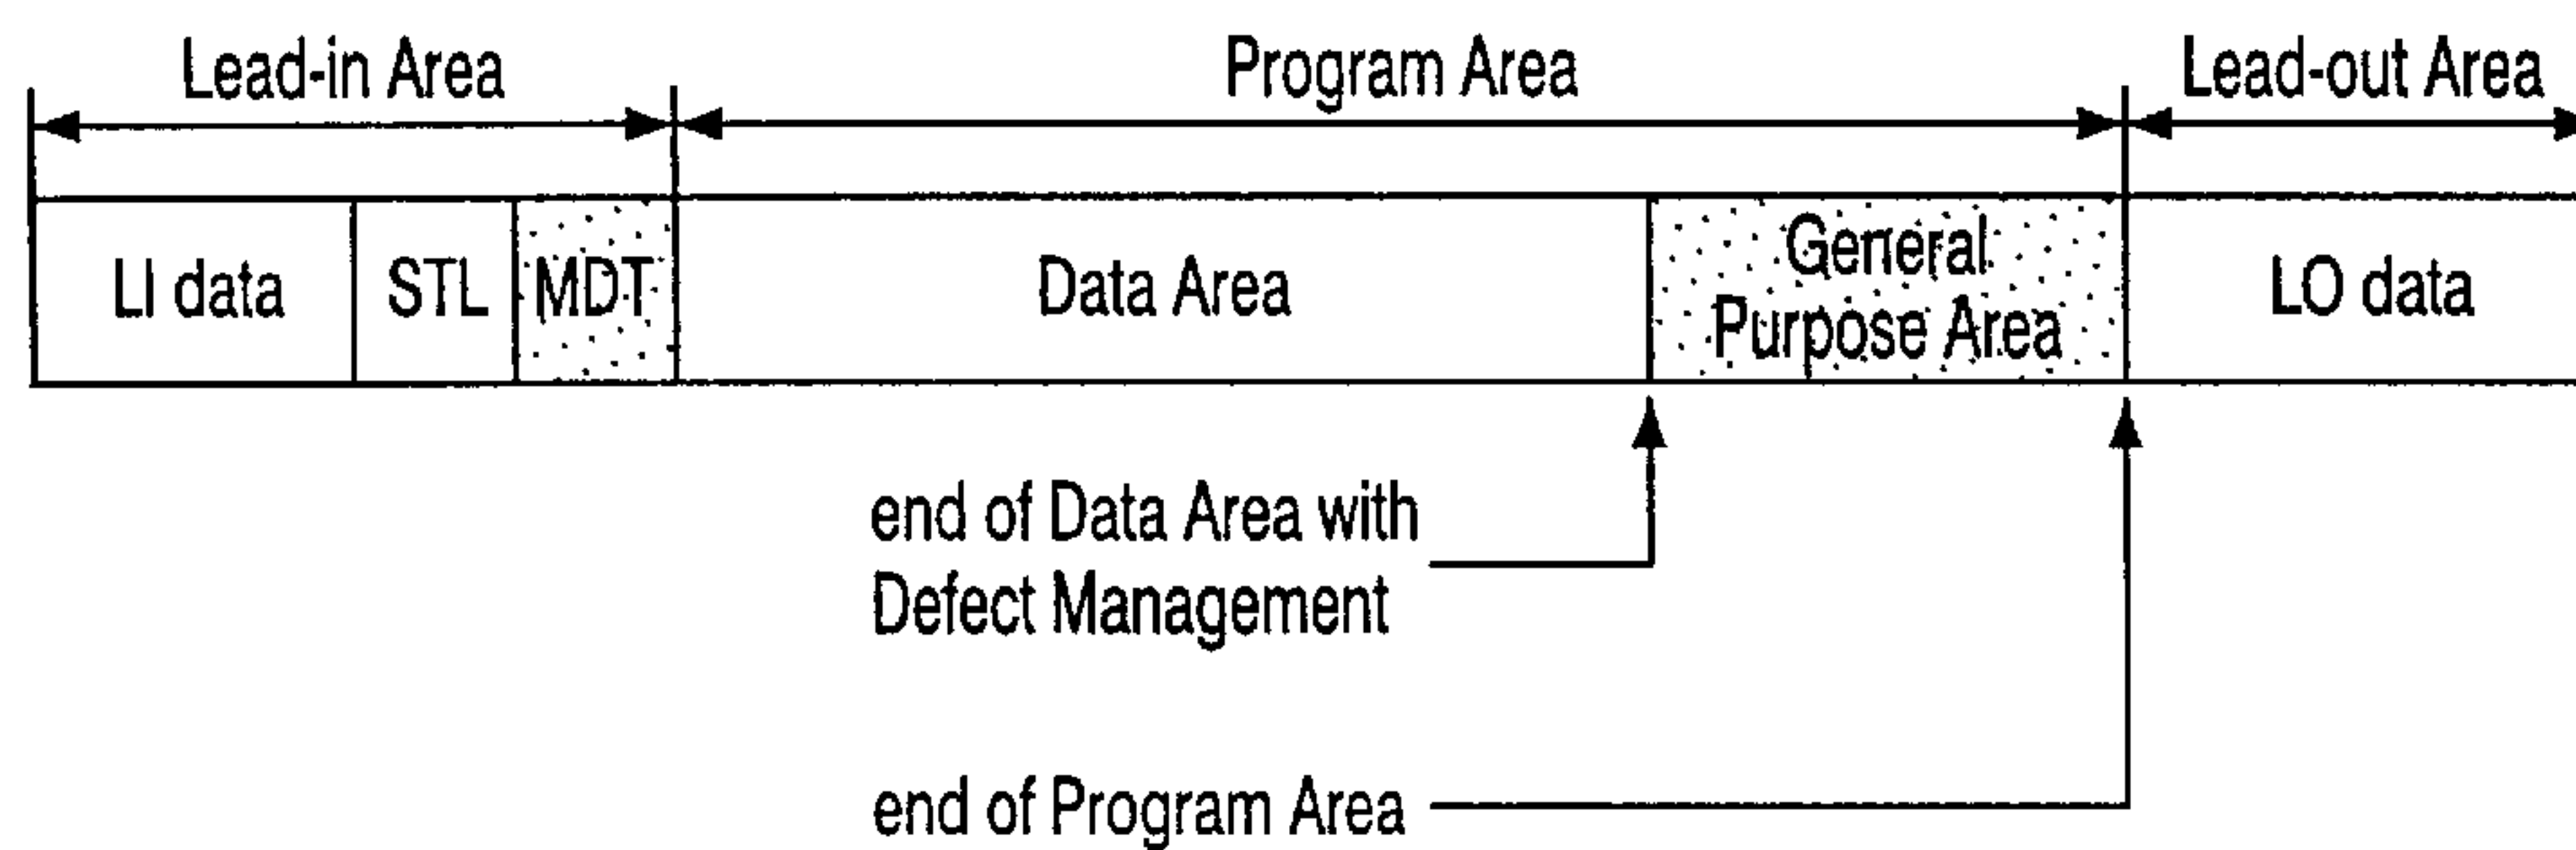 Lead-in Area
Program Area
Lead-out Area
LI data
STL
MDT
Data Area
General
Purpose Area
LO data
end of Data Area with
Defect Management
end of Program Area